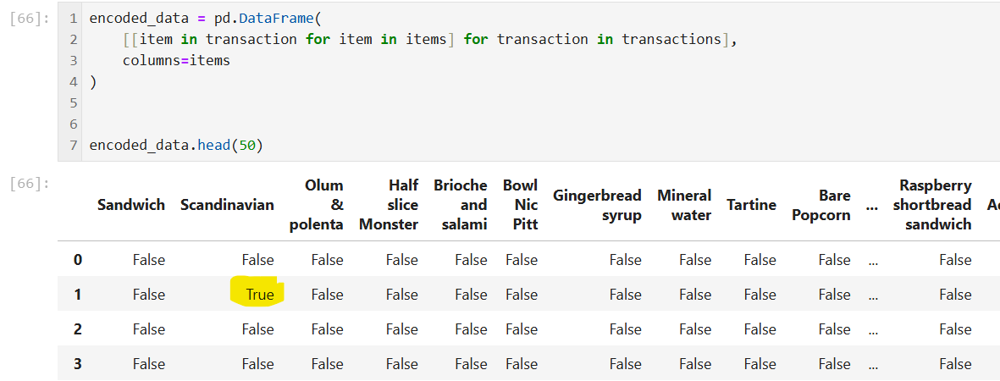 [66]:
1 encoded_data = pd.DataFrame(
2 [[item in transaction for item in items] for transaction in transactions],
3 columns=items
4 )
5
6
7 encoded_data.head(50)
[66]:
Sandwich Scandinavian Olum & polenta Half slice Monster Brioche and salami Bowl Nic Pitt Gingerbread syrup Mineral water Tartine Bare Popcorn ... Raspberry shortbread sandwich
0 False False False False False False False False False False ... False
1 False True False False False False False False False False ... False
2 False False False False False False False False False False ... False
3 False False False False False False False False False False ... False